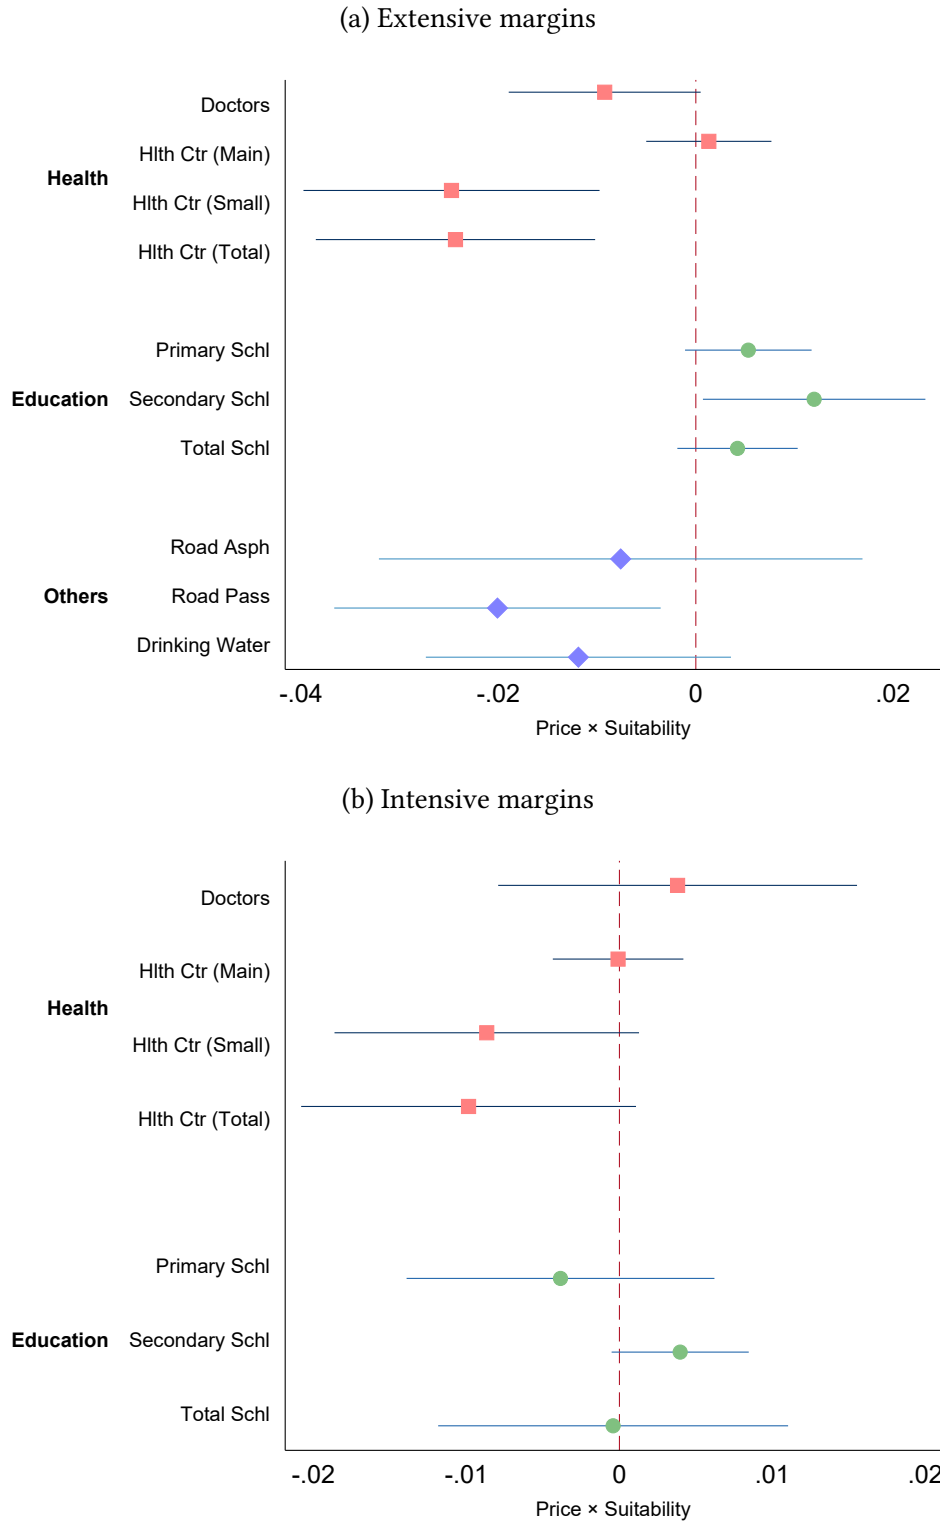 (a) Extensive margins
Doctors
Hlth Ctr (Main)
Health
Hlth Ctr (Small)
Hlth Ctr (Total)
Primary Schl
Education Secondary Schl
Total Schl
Road Asph
Others Road Pass
Drinking Water
-.04 -.02 0 .02
Price × Suitability
(b) Intensive margins
Doctors
Hlth Ctr (Main)
Health
Hlth Ctr (Small)
Hlth Ctr (Total)
Primary Schl
Education Secondary Schl
Total Schl
-.02 -.01 0 .01 .02
Price × Suitability